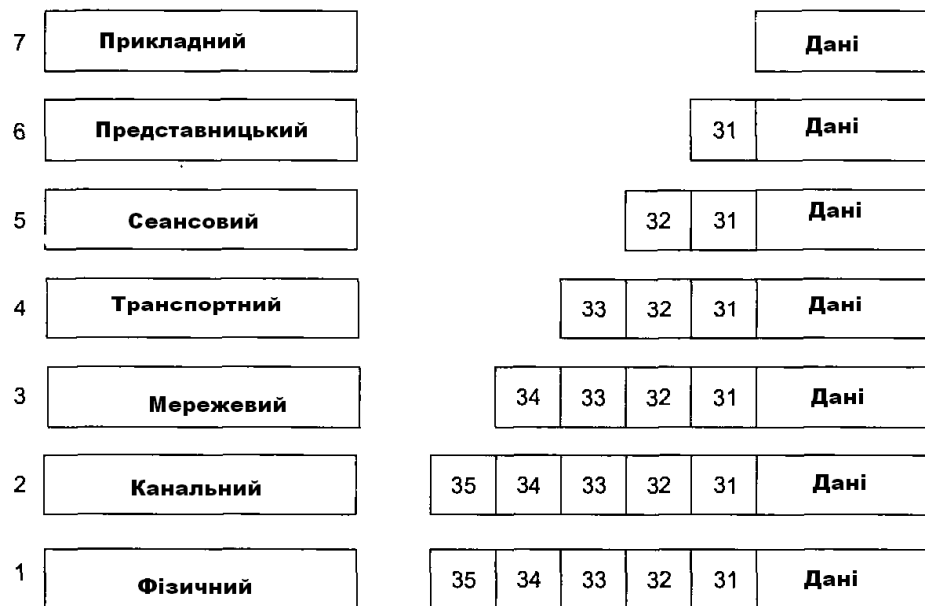 7 Прикладний Дані
6 Представницький 31 Дані
5 Сеансовий 32 31 Дані
4 Транспортний 33 32 31 Дані
3 Мережевий 34 33 32 31 Дані
2 Канальний 35 34 33 32 31 Дані
1 Фізичний 35 34 33 32 31 Дані